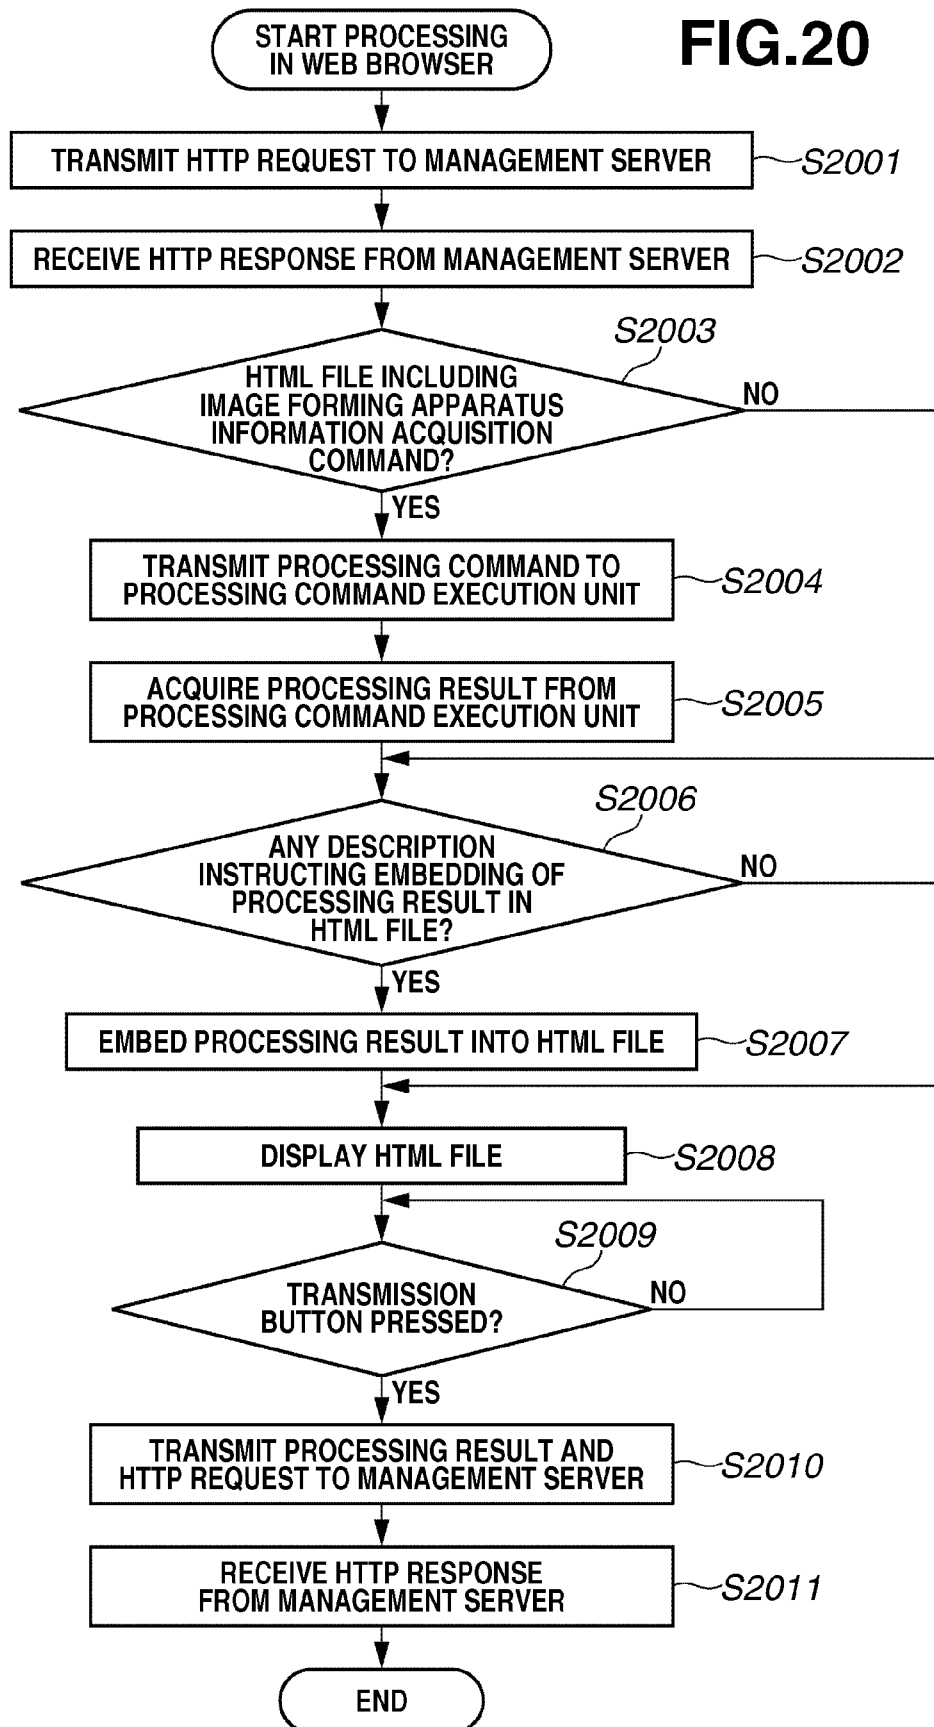 FIG.20
START PROCESSING
IN WEB BROWSER
TRANSMIT HTTP REQUEST TO MANAGEMENT SERVER
S2001
RECEIVE HTTP RESPONSE FROM MANAGEMENT SERVER
S2002
S2003
HTML FILE INCLUDING
IMAGE FORMING APPARATUS
INFORMATION ACQUISITION
COMMAND?
NO
YES
TRANSMIT PROCESSING COMMAND TO
PROCESSING COMMAND EXECUTION UNIT
S2004
ACQUIRE PROCESSING RESULT FROM
PROCESSING COMMAND EXECUTION UNIT
S2005
S2006
ANY DESCRIPTION
INSTRUCTING EMBEDDING OF
PROCESSING RESULT IN
HTML FILE?
NO
YES
EMBED PROCESSING RESULT INTO HTML FILE
S2007
DISPLAY HTML FILE
S2008
S2009
TRANSMISSION
BUTTON PRESSED?
NO
YES
TRANSMIT PROCESSING RESULT AND
HTTP REQUEST TO MANAGEMENT SERVER
S2010
RECEIVE HTTP RESPONSE
FROM MANAGEMENT SERVER
S2011
END